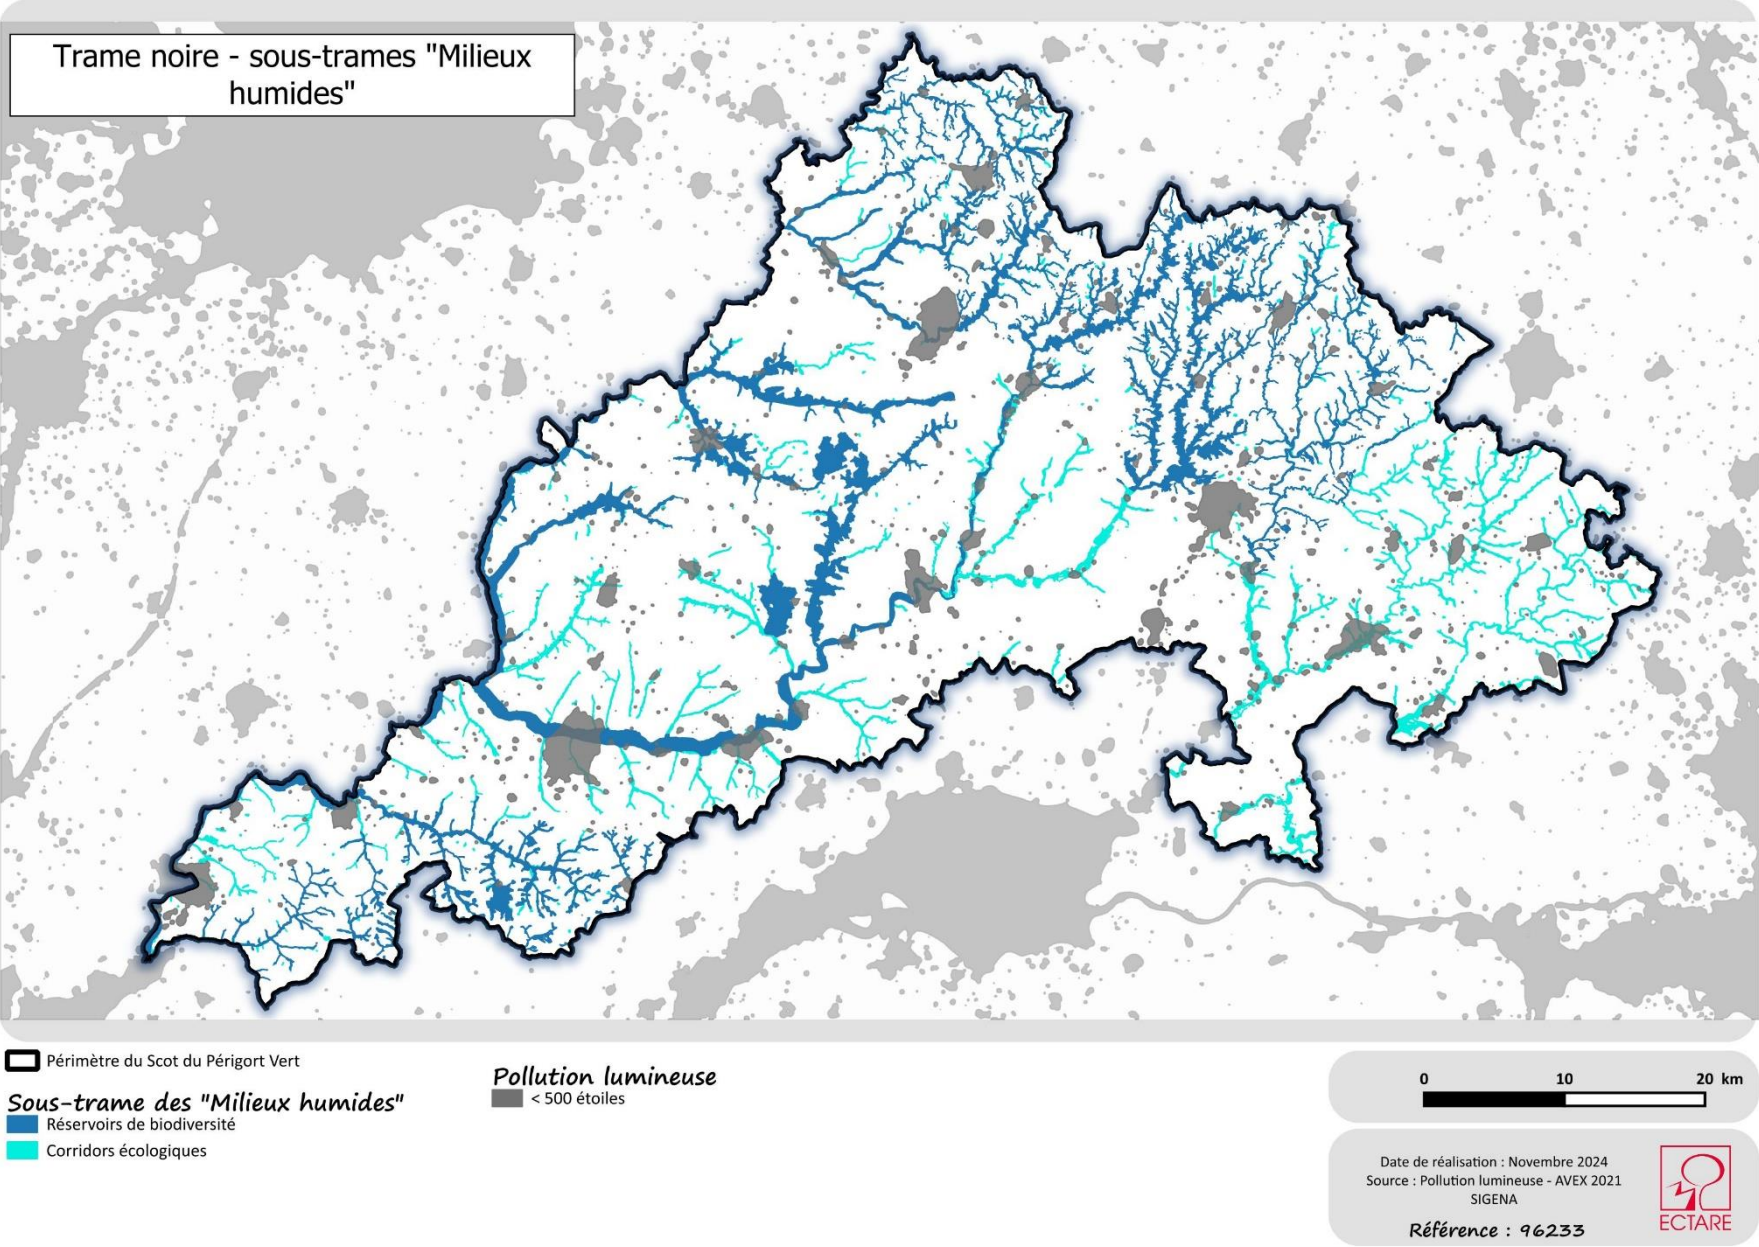 Trame noire - sous-trames "Milieux
humides"
Périmètre du Scot du Périgort Vert
Sous-trame des "Milieux humides"
Réservoirs de biodiversité
Corridors écologiques
Pollution lumineuse
< 500 étoiles
0 10 20 km
Date de réalisation : Novembre 2024
Source : Pollution lumineuse - AVEX 2021
SIGENA
Référence : 96233
ECTARE